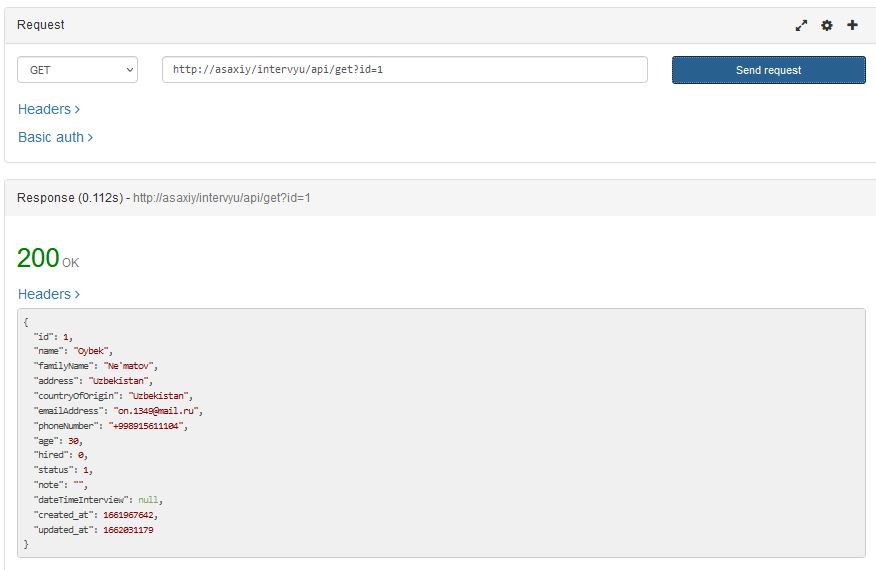 Request
GET http://asaxiy/intervyu/api/get?id=1 Send request
Headers >
Basic auth >
Response (0.112s) - http://asaxiy/intervyu/api/get?id=1
200 OK
Headers >
{
"id": 1,
"name": "Oybek",
"familyName": "Ne'matov",
"address": "Uzbekistan",
"countryOfOrigin": "Uzbekistan",
"emailAddress": "on.1349@mail.ru",
"phoneNumber": "+998915611104",
"age": 30,
"hired": 0,
"status": 1,
"note": "",
"dateTimeInterview": null,
"created_at": 1661967642,
"updated_at": 1662031179
}